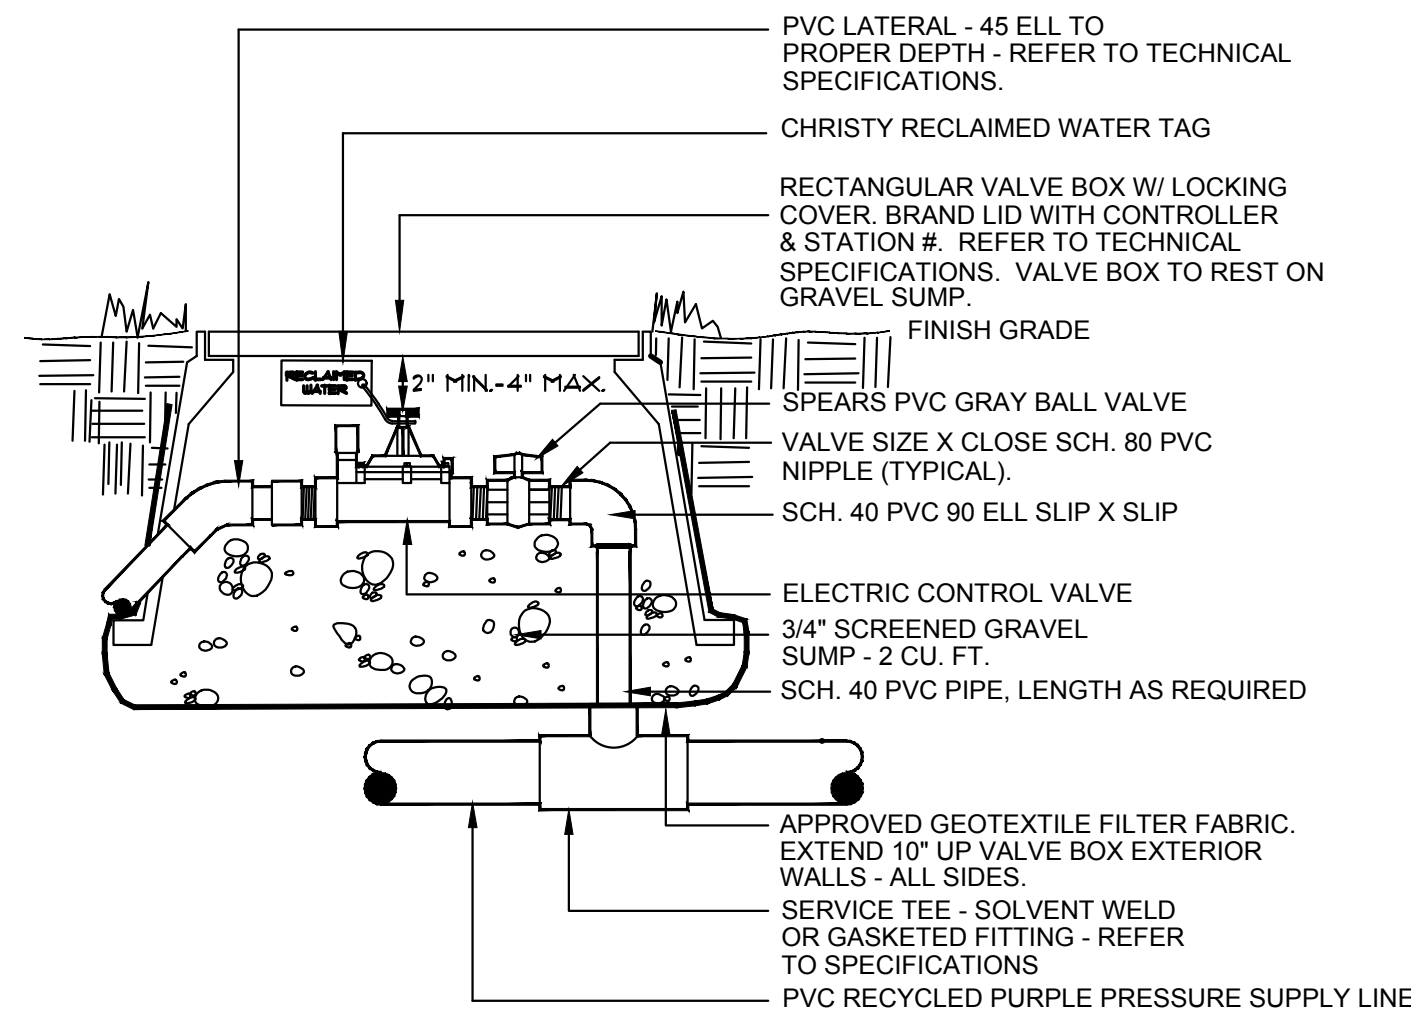 PVC LATERAL - 45 ELL TO
PROPER DEPTH - REFER TO TECHNICAL
SPECIFICATIONS.
CHRISTY RECLAIMED WATER TAG
RECTANGULAR VALVE BOX W/ LOCKING
COVER. BRAND LID WITH CONTROLLER
& STATION #. REFER TO TECHNICAL
SPECIFICATIONS. VALVE BOX TO REST ON
GRAVEL SUMP.
FINISH GRADE
RECLAIMED
WATER
2" MIN.-4" MAX.
SPEARS PVC GRAY BALL VALVE
VALVE SIZE X CLOSE SCH. 80 PVC
NIPPLE (TYPICAL).
SCH. 40 PVC 90 ELL SLIP X SLIP
ELECTRIC CONTROL VALVE
3/4" SCREENED GRAVEL
SUMP - 2 CU. FT.
SCH. 40 PVC PIPE, LENGTH AS REQUIRED
APPROVED GEOTEXTILE FILTER FABRIC.
EXTEND 10" UP VALVE BOX EXTERIOR
WALLS - ALL SIDES.
SERVICE TEE - SOLVENT WELD
OR GASKETED FITTING - REFER
TO SPECIFICATIONS
PVC RECYCLED PURPLE PRESSURE SUPPLY LINE